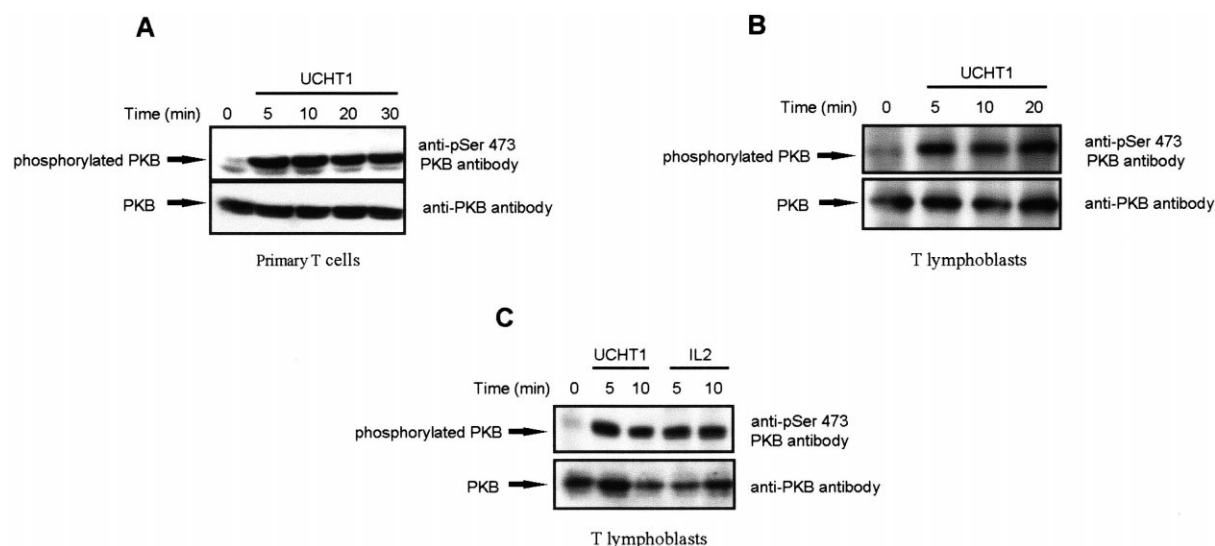 A
UCHT1
Time (min) 0 5 10 20 30
phosphorylated PKB
anti-pSer 473
PKB antibody
PKB
anti-PKB antibody
Primary T cells
B
UCHT1
Time (min) 0 5 10 20
phosphorylated PKB
anti-pSer 473
PKB antibody
PKB
anti-PKB antibody
T lymphoblasts
C
UCHT1 IL2
Time (min) 0 5 10 5 10
phosphorylated PKB
anti-pSer 473
PKB antibody
PKB
anti-PKB antibody
T lymphoblasts